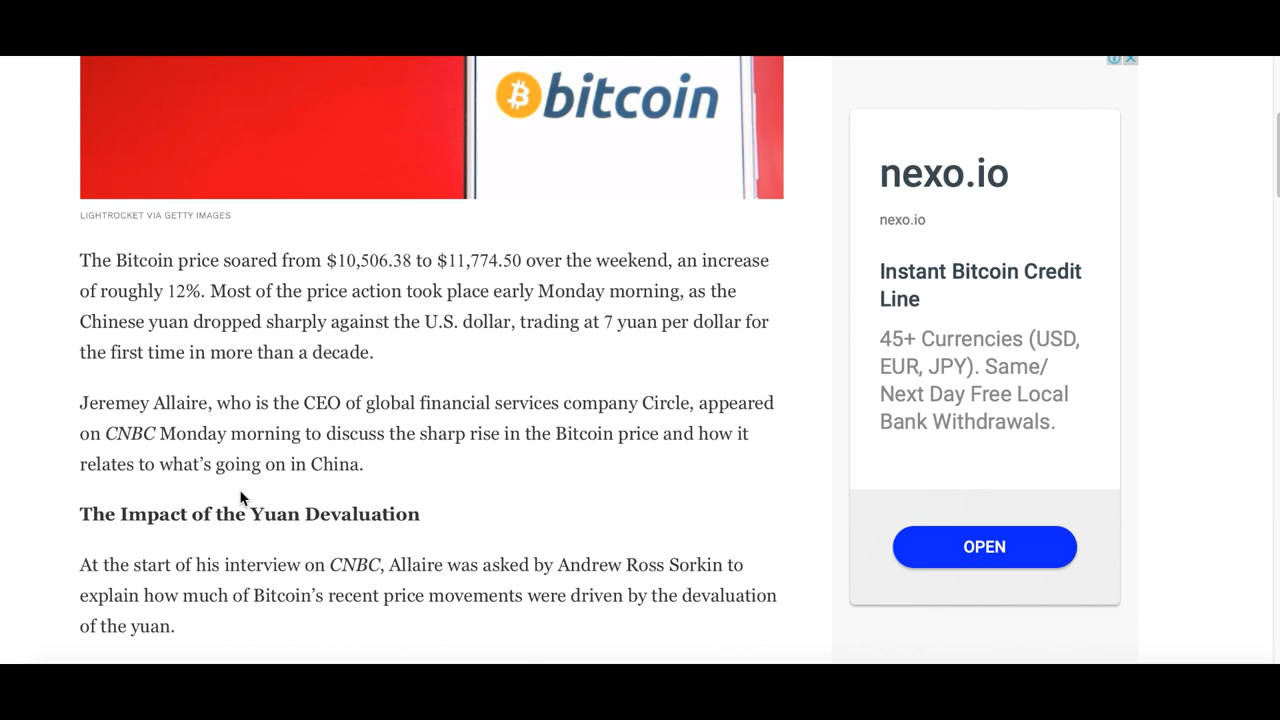 bitcoin
LIGHTROCKET VIA GETTY IMAGES
The Bitcoin price soared from $10,506.38 to $11,774.50 over the weekend, an increase
of roughly 12%. Most of the price action took place early Monday morning, as the
Chinese yuan dropped sharply against the U.S. dollar, trading at 7 yuan per dollar for
the first time in more than a decade.
Jeremey Allaire, who is the CEO of global financial services company Circle, appeared
on CNBC Monday morning to discuss the sharp rise in the Bitcoin price and how it
relates to what's going on in China.
The Impact of the Yuan Devaluation
At the start of his interview on CNBC, Allaire was asked by Andrew Ross Sorkin to
explain how much of Bitcoin's recent price movements were driven by the devaluation
of the yuan.
nexo.io
nexo.io
Instant Bitcoin Credit
Line
45+ Currencies (USD,
EUR, JPY). Same/
Next Day Free Local
Bank Withdrawals.
OPEN